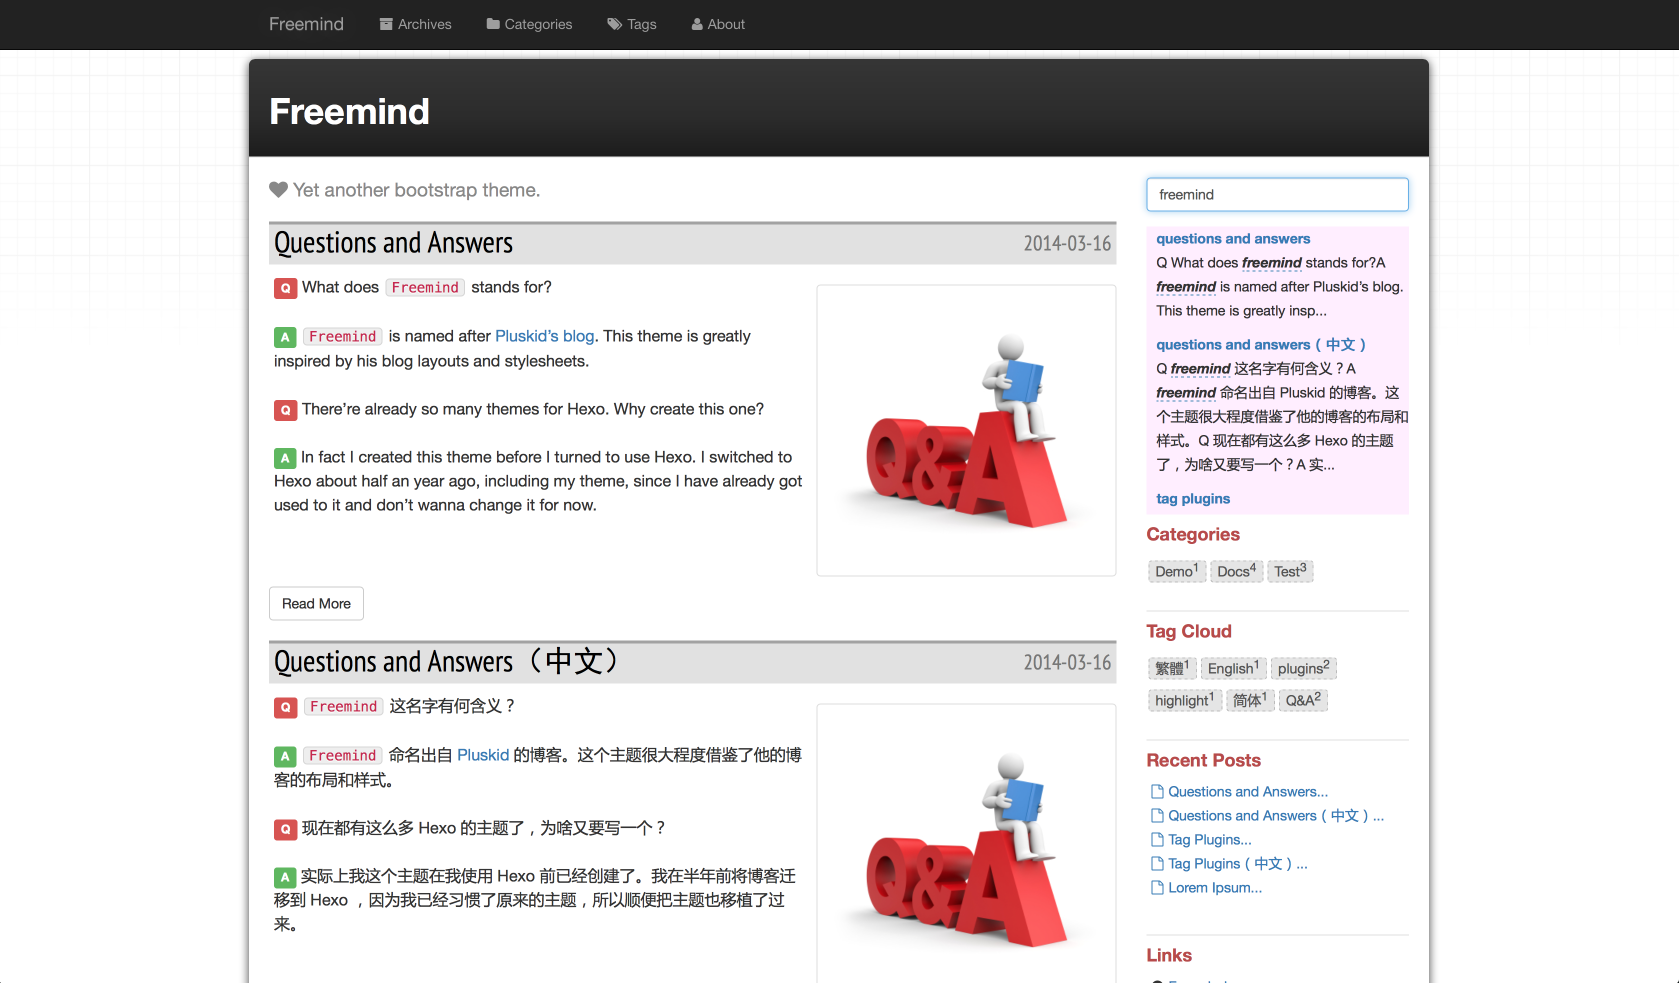 Freemind Archives Categories Tags About
Freemind
Yet another bootstrap theme.
Questions and Answers 2014-03-16
Q What does Freemind stands for?
A Freemind is named after Pluskid's blog. This theme is greatly
inspired by his blog layouts and stylesheets.
Q There're already so many themes for Hexo. Why create this one?
A In fact I created this theme before I turned to use Hexo. I switched to
Hexo about half an year ago, including my theme, since I have already got
used to it and don't wanna change it for now.
Q&A
Read More
Questions and Answers（中文） 2014-03-16
Q Freemind 这名字有何含义？
A Freemind 命名出自 Pluskid 的博客。这个主题很大程度借鉴了他的博
客的布局和样式。
Q 现在都有这么多 Hexo 的主题了，为啥又要写一个？
A 实际上我这个主题在我使用 Hexo 前已经创建了。我在半年前将博客迁
移到 Hexo ，因为我已经习惯了原来的主题，所以顺便把主题也移植了过
来。
Q&A
freemind
questions and answers
Q What does freemind stands for?A
freemind is named after Pluskid's blog.
This theme is greatly insp...
questions and answers（中文）
Q freemind 这名字有何含义？A
freemind 命名出自 Pluskid 的博客。这
个主题很大程度借鉴了他的博客的布局和
样式。Q 现在都有这么多 Hexo 的主题
了，为啥又要写一个？A 实...
tag plugins
Categories
Demo1 Docs4 Test3
Tag Cloud
繁體1 English1 plugins2
highlight1 简体1 Q&A2
Recent Posts
Questions and Answers...
Questions and Answers（中文）...
Tag Plugins...
Tag Plugins（中文）...
Lorem Ipsum...
Links